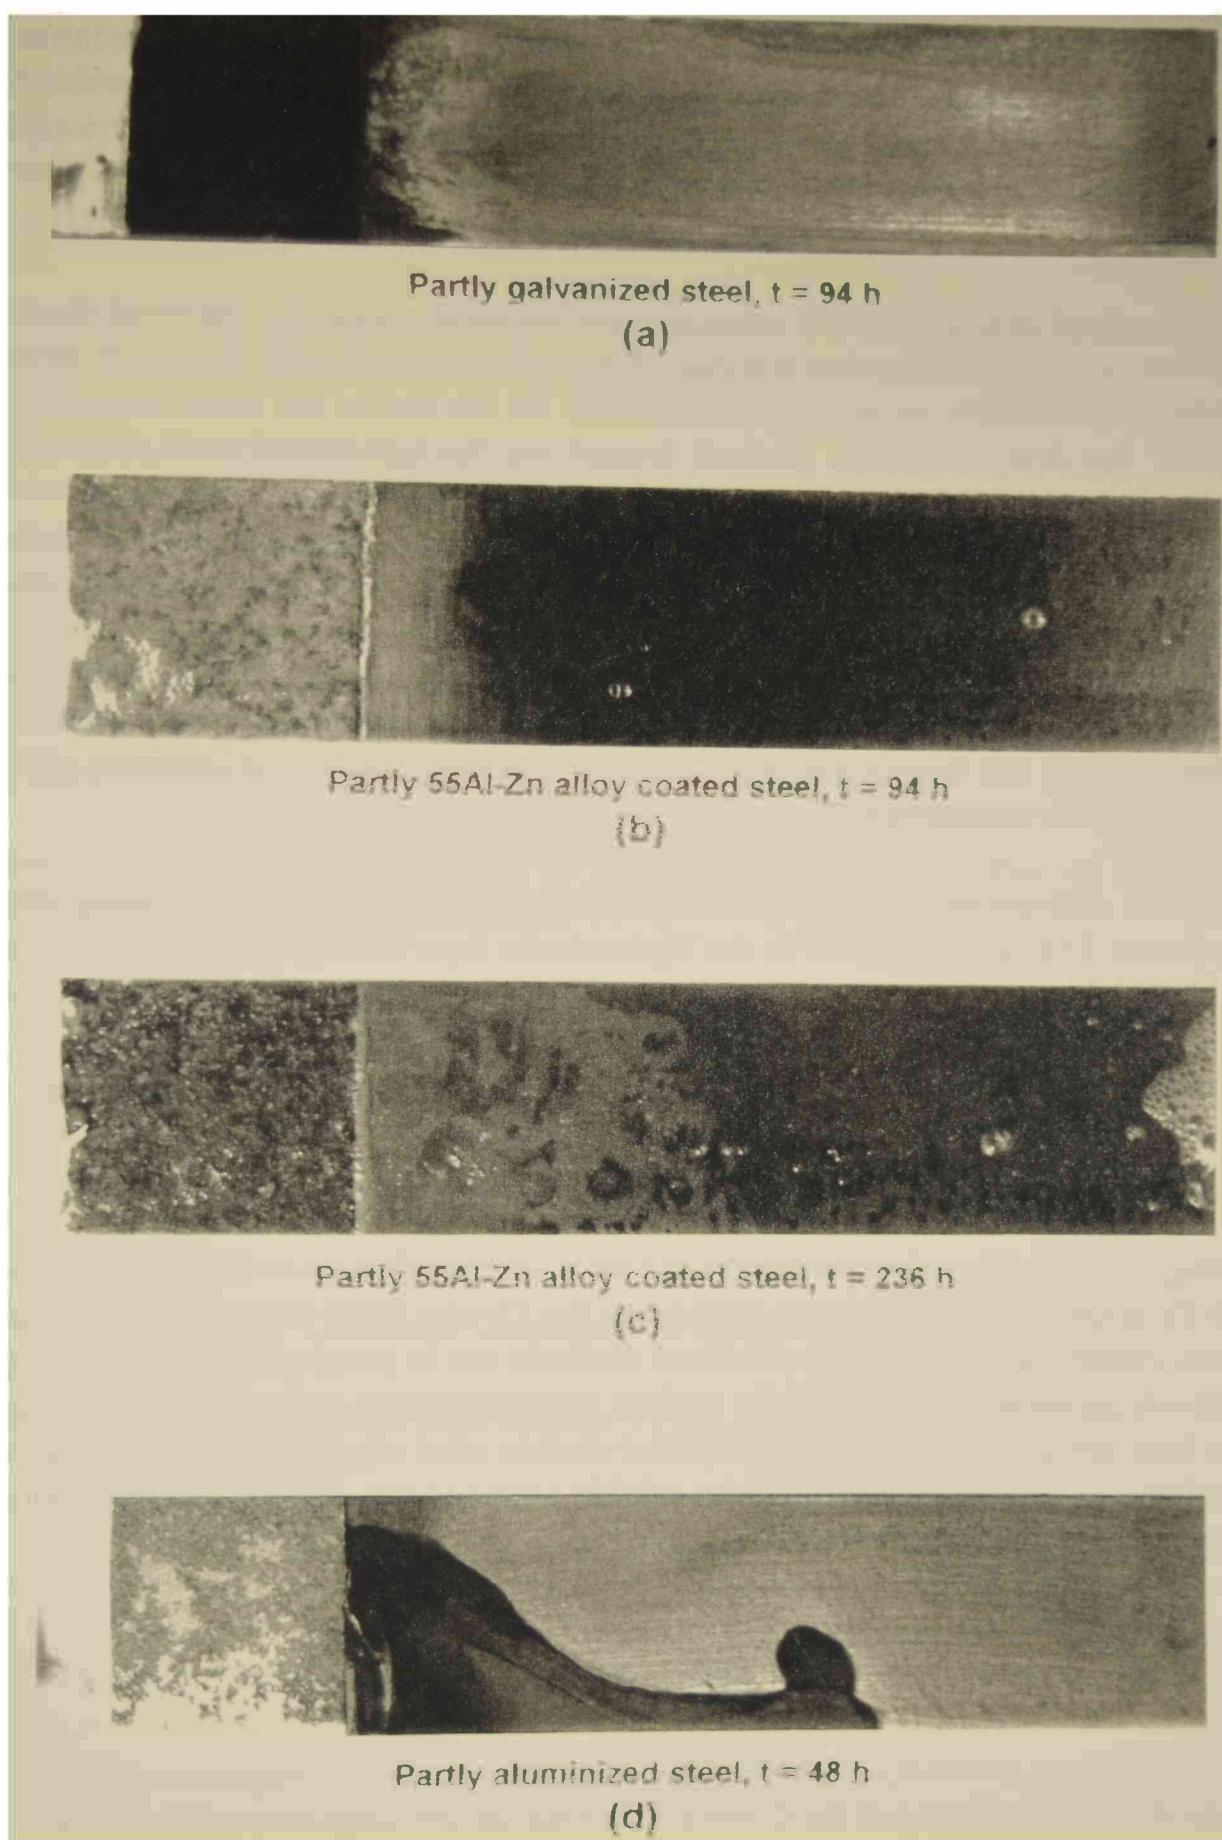 Partly galvanized steel, t = 94 h
(a)
Partly 55Al-Zn alloy coated steel, t = 94 h
(b)
Partly 55Al-Zn alloy coated steel, t = 236 h
(c)
Partly aluminized steel, t = 48 h
(d)